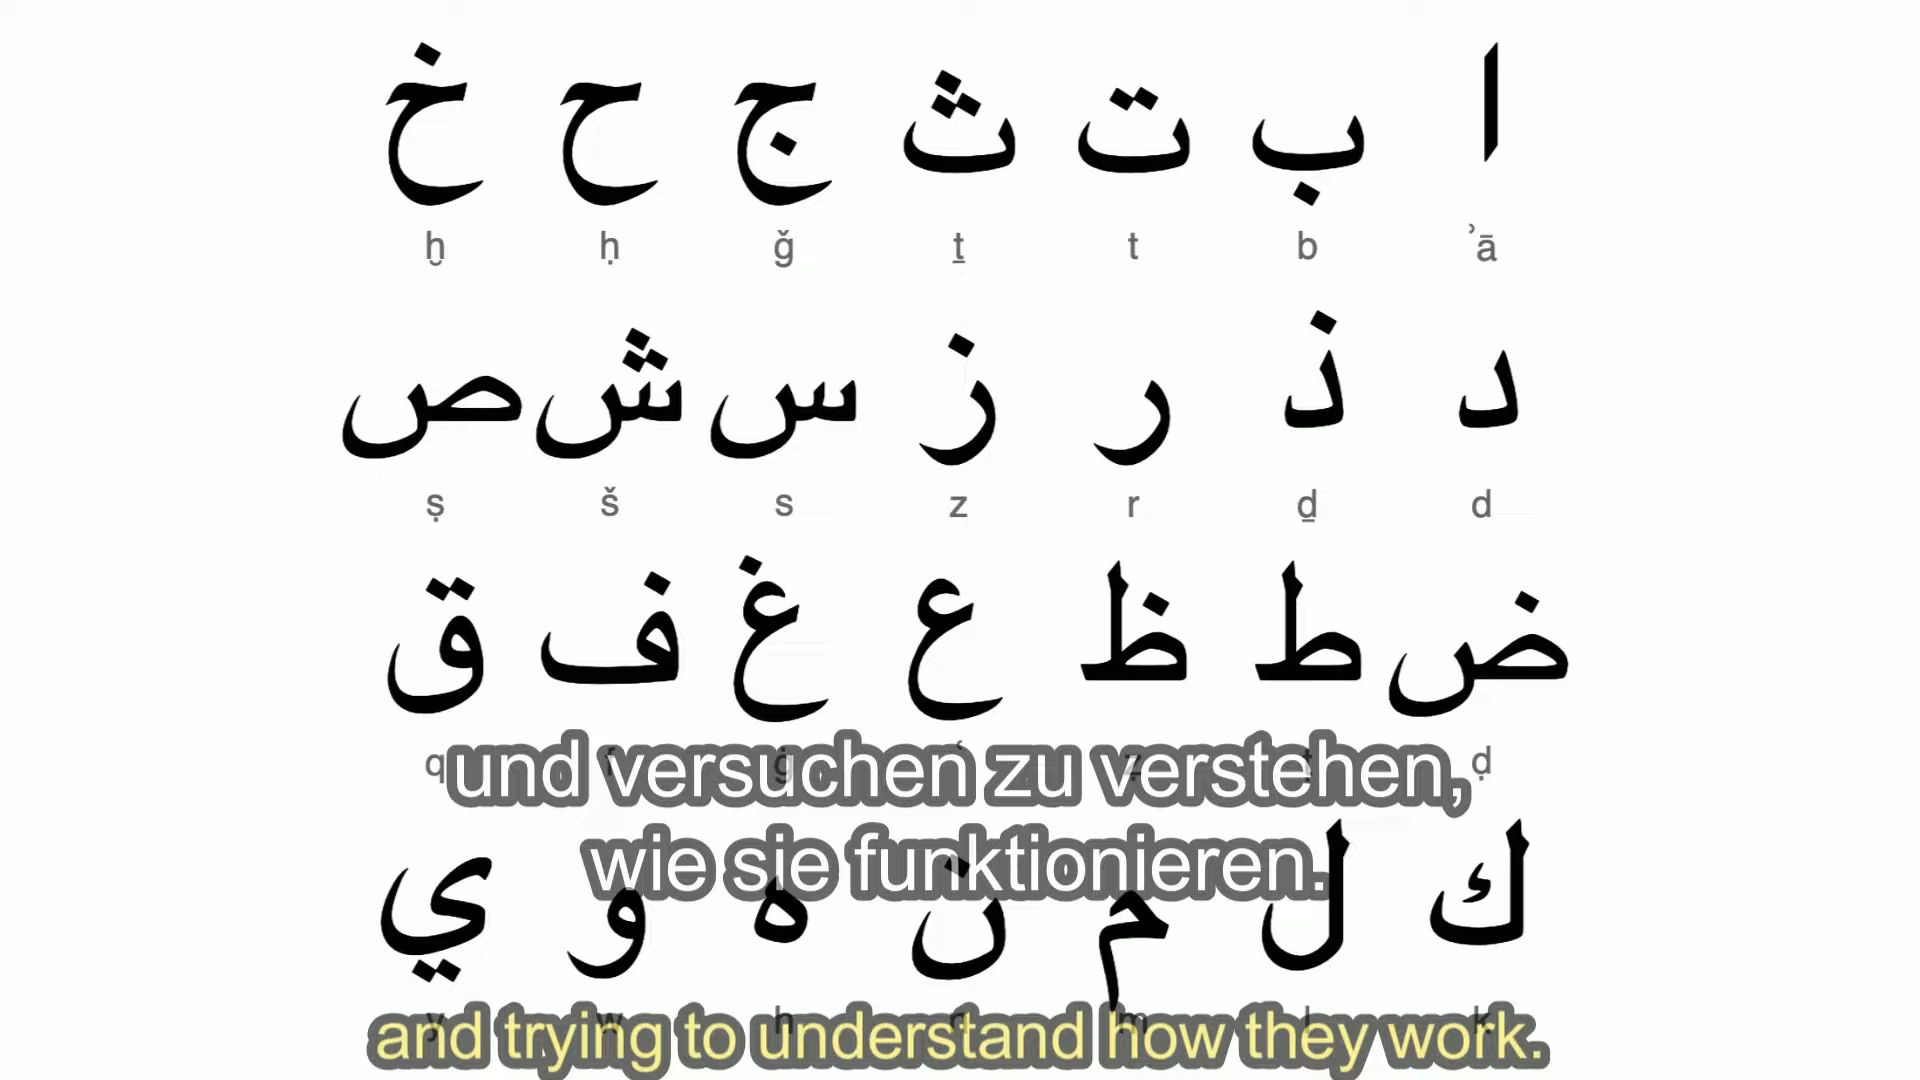 ا ب ت ث ج ح خ
ʾā b t ṯ ǧ ḥ ḫ
د ذ ر ز س ش ص
d ḏ r z s š ṣ
ض ط ظ ع غ ف ق
ḍ ṭ ẓ ʿ ġ f q
und versuchen zu verstehen,
wie sie funktionieren.
ك ل م ن ه و ي
k l m n h w y
and trying to understand how they work.